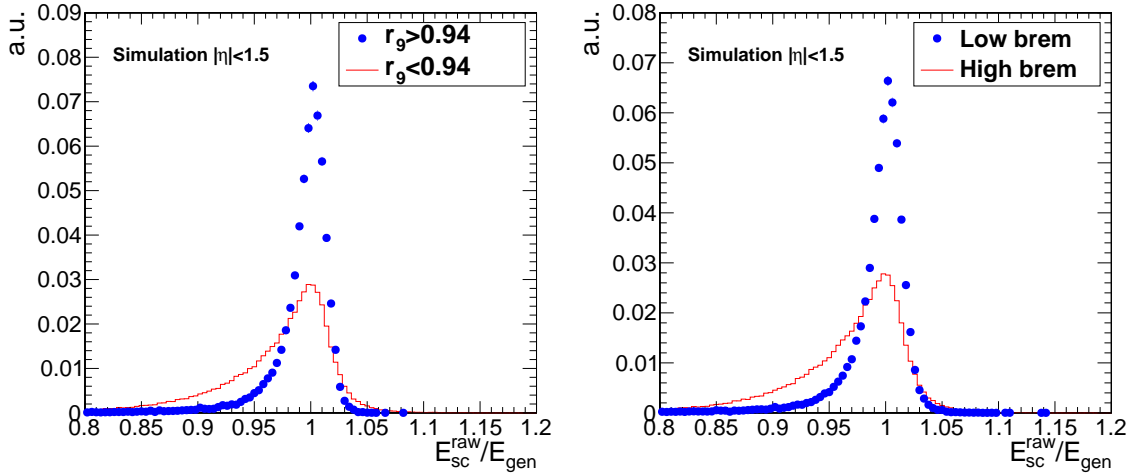 a.u.
0.09
0.08
0.07
0.06
0.05
0.04
0.03
0.02
0.01
0
Simulation |η|<1.5
r9>0.94
r9<0.94
0.8 0.85 0.9 0.95 1 1.05 1.1 1.15 1.2
E_sc^raw/E_gen
a.u.
0.08
0.07
0.06
0.05
0.04
0.03
0.02
0.01
0
Simulation |η|<1.5
Low brem
High brem
0.8 0.85 0.9 0.95 1 1.05 1.1 1.15 1.2
E_sc^raw/E_gen